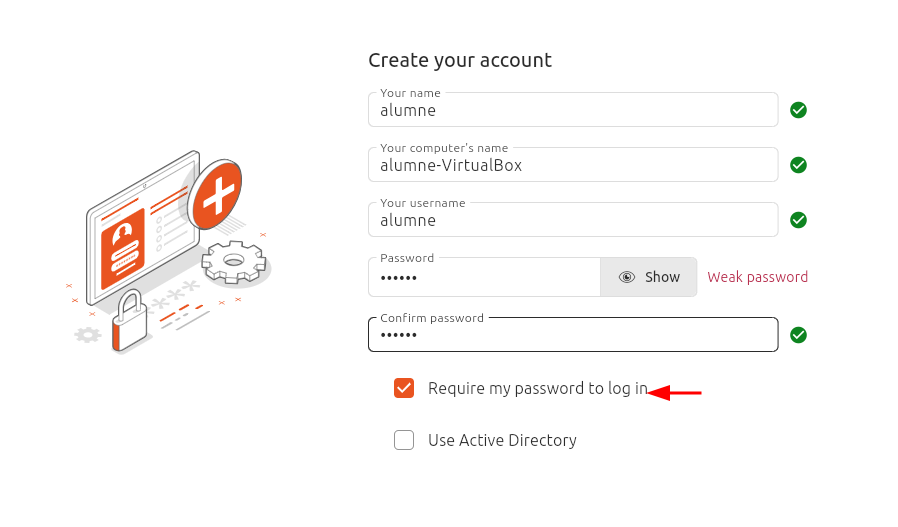 Create your account
Your name
alumne
Your computer's name
alumne-VirtualBox
Your username
alumne
Password
••••••
Show
Weak password
Confirm password
••••••
Require my password to log in
Use Active Directory